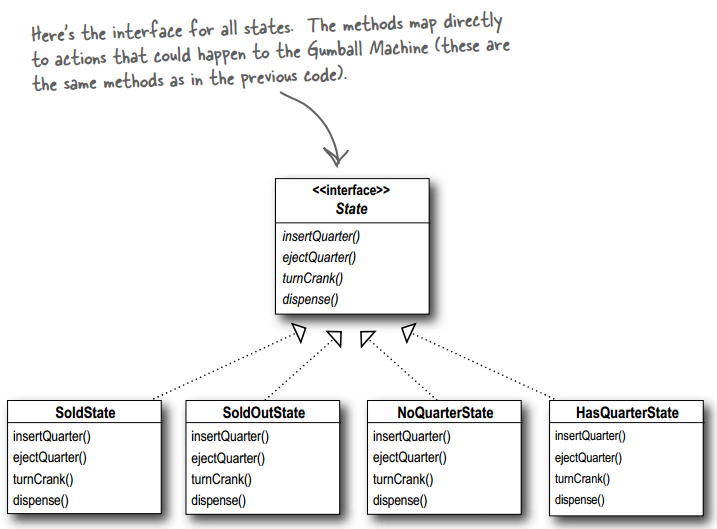 Here's the interface for all states. The methods map directly
to actions that could happen to the Gumball Machine (these are
the same methods as in the previous code).
<<interface>>
State
insertQuarter()
ejectQuarter()
turnCrank()
dispense()
SoldState
insertQuarter()
ejectQuarter()
turnCrank()
dispense()
SoldOutState
insertQuarter()
ejectQuarter()
turnCrank()
dispense()
NoQuarterState
insertQuarter()
ejectQuarter()
turnCrank()
dispense()
HasQuarterState
insertQuarter()
ejectQuarter()
turnCrank()
dispense()